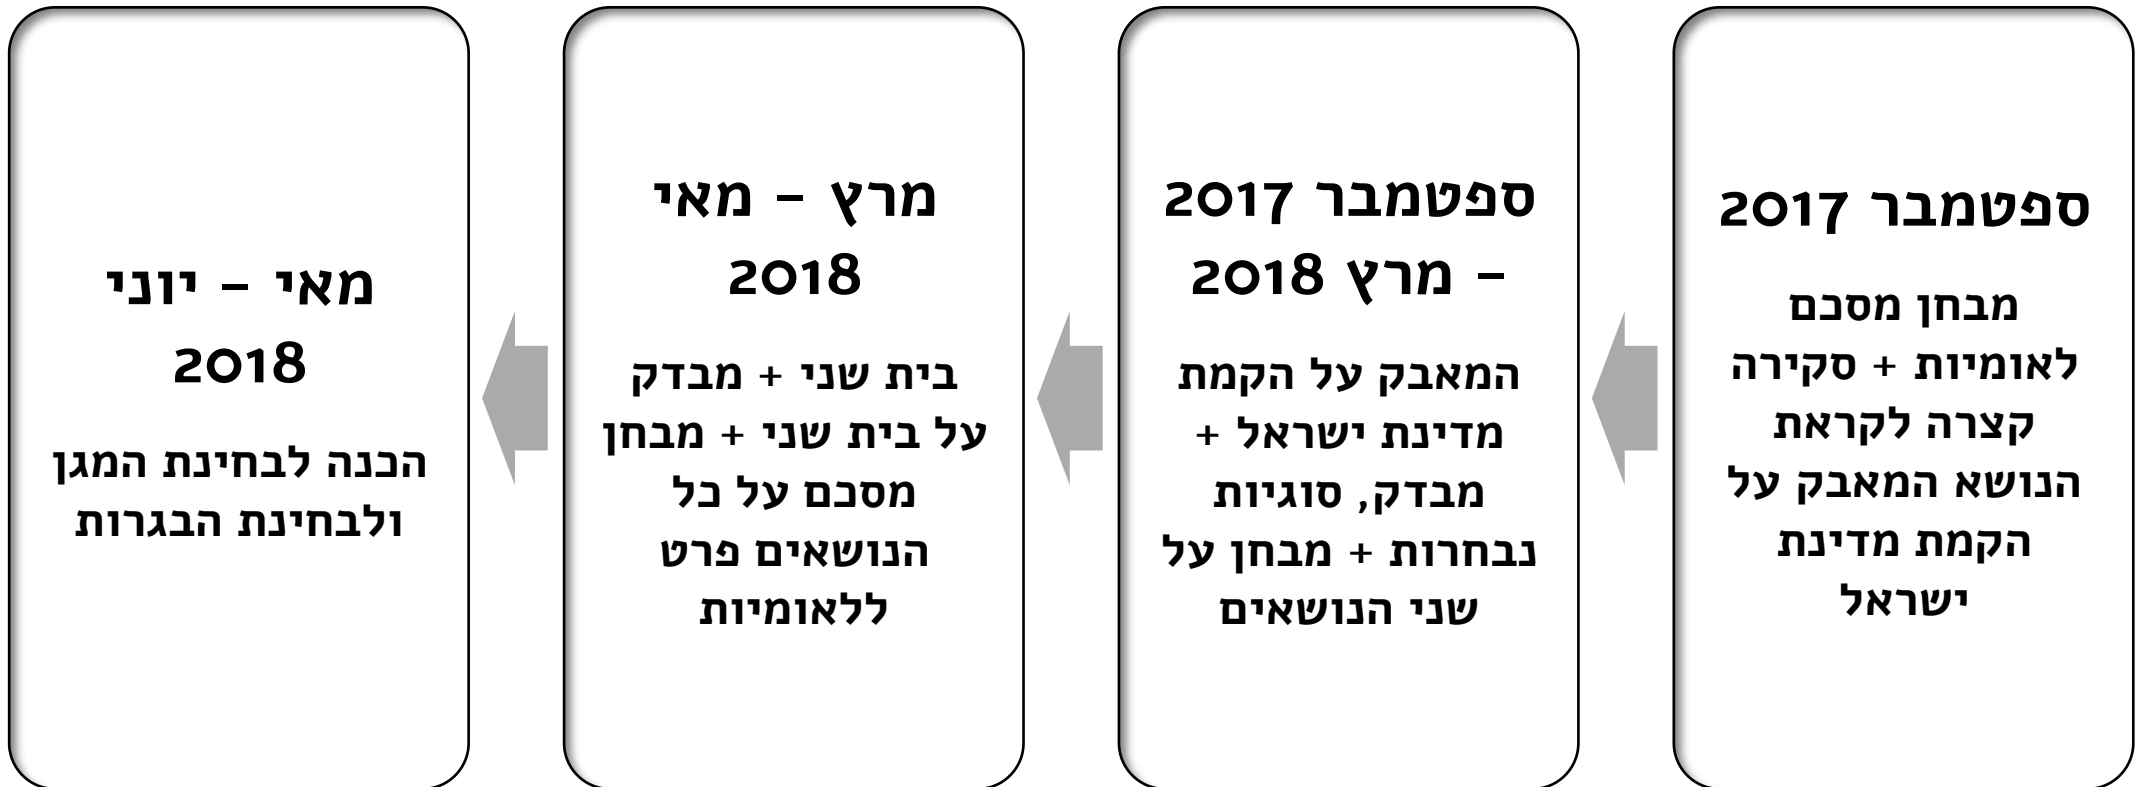 ספטמבר 2017
מבחן מסכם
לאומיות + סקירה
קצרה לקראת
הנושא המאבק על
הקמת מדינת
ישראל
ספטמבר 2017
– מרץ 2018
המאבק על הקמת
מדינת ישראל +
מבדק, סוגיות
נבחרות + מבחן על
שני הנושאים
מרץ – מאי
2018
בית שני + מבדק
על בית שני + מבחן
מסכם על כל
הנושאים פרט
ללאומיות
מאי – יוני
2018
הכנה לבחינת המגן
ולבחינת הבגרות